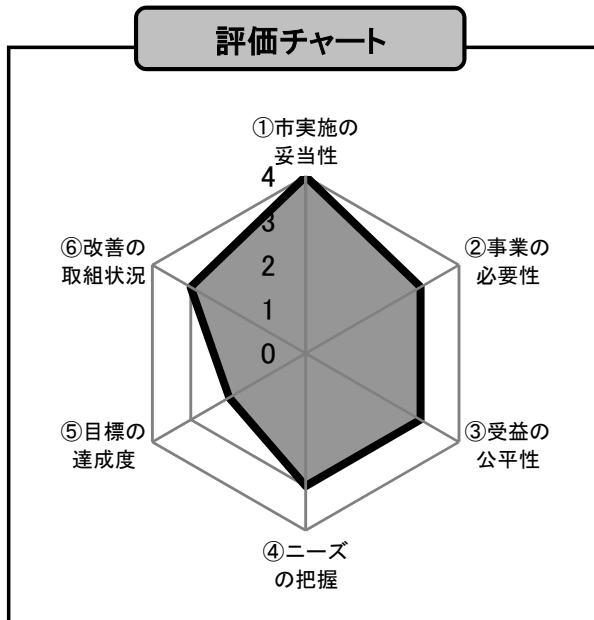 評価チャート
①市実施の
妥当性
4
3
2
1
0
②事業の
必要性
③受益の
公平性
④ニーズ
の把握
⑤目標の
達成度
⑥改善の
取組状況